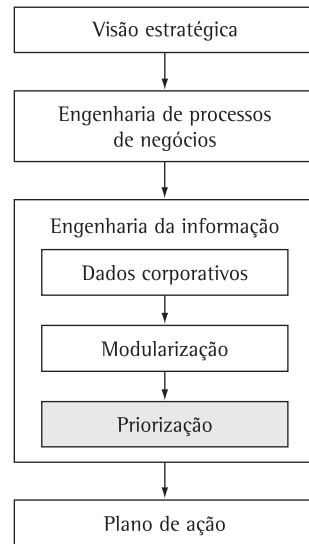 Visão estratégica
Engenharia de processos
de negócios
Engenharia da informação
Dados corporativos
Modularização
Priorização
Plano de ação